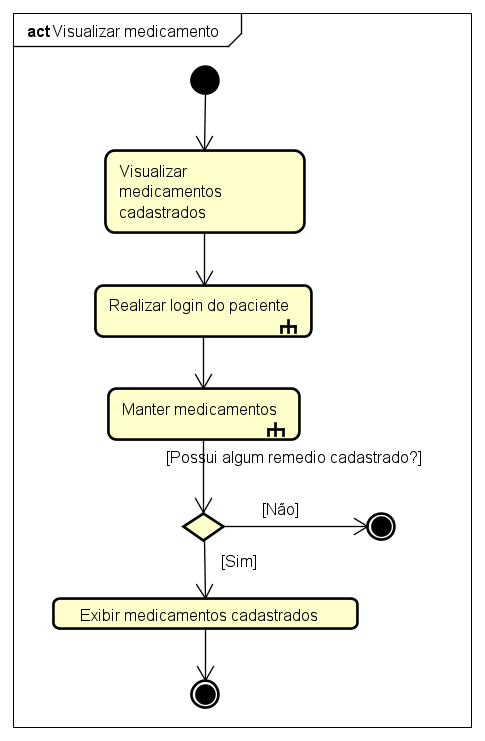 act Visualizar medicamento
Visualizar
medicamentos
cadastrados
Realizar login do paciente
Manter medicamentos
[Possui algum remedio cadastrado?]
[Não]
[Sim]
Exibir medicamentos cadastrados